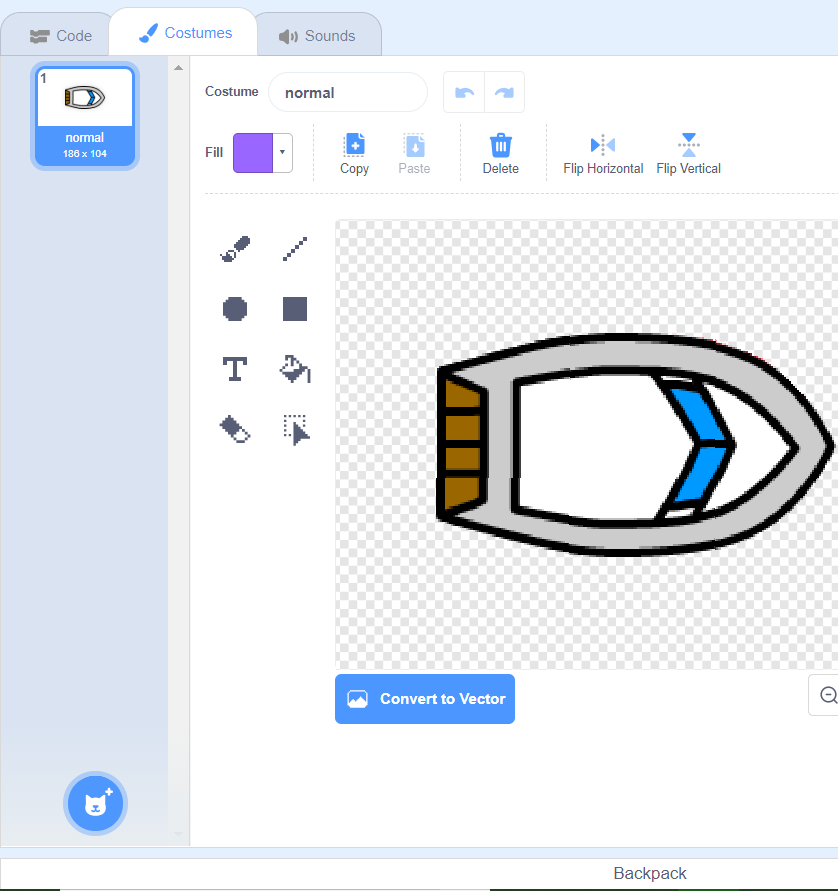 Code
Costumes
Sounds
1
normal
186 x 104
Costume
normal
Fill
Copy
Paste
Delete
Flip Horizontal
Flip Vertical
T
Convert to Vector
Backpack